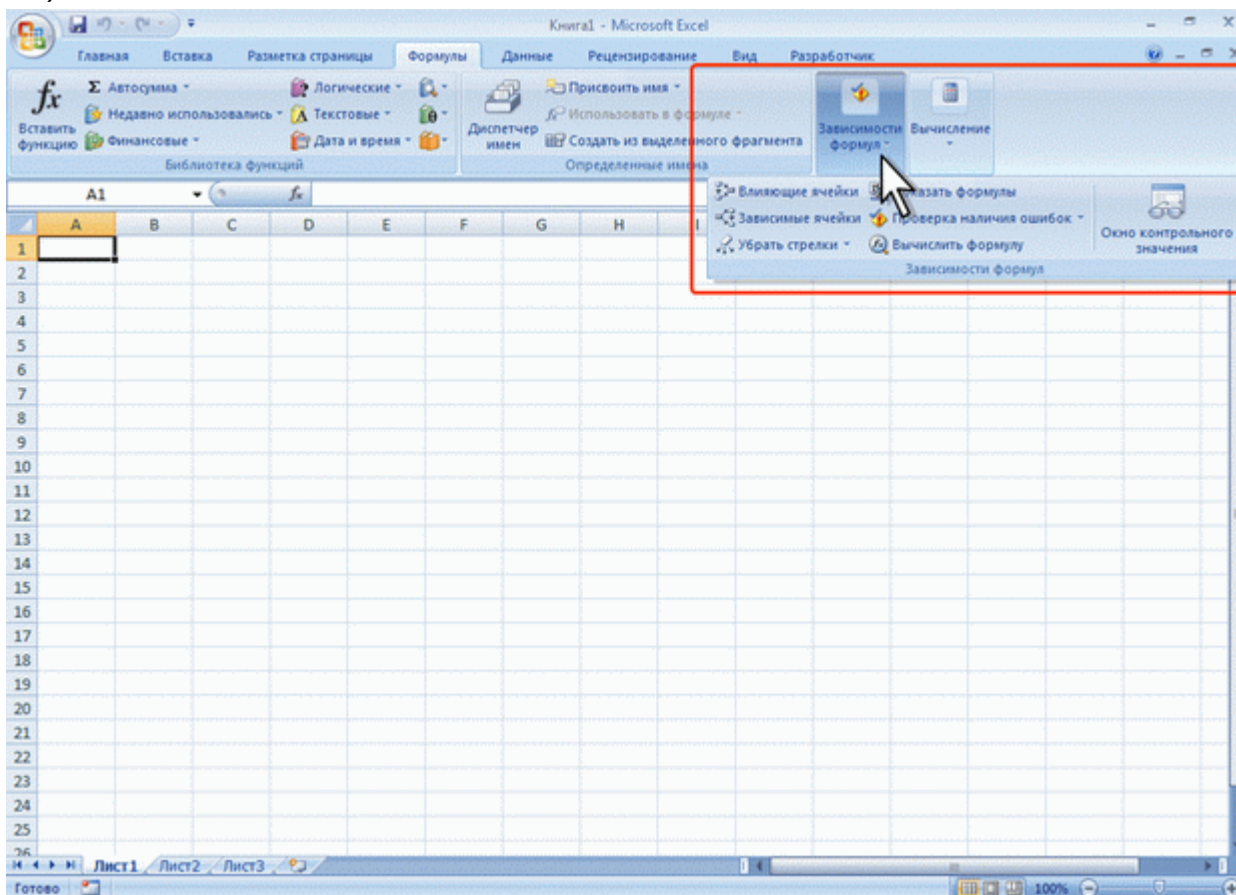 Книга1 - Microsoft Excel
Главная Вставка Разметка страницы Формулы Данные Рецензирование Вид Разработчик
fx Σ Автосумма Логические Присвоить имя
Недавно использовались Текстовые Использовать в формуле
Вставить функцию Финансовые Дата и время Диспетчер имен Создать из выделенного фрагмента Зависимости формул Вычисление
Библиотека функций Определенные имена
A1 fx
Влияющие ячейки формулы
Зависимые ячейки Проверка наличия ошибок
Убрать стрелки Вычислить формулу Окно контрольного значения
Зависимости формул
A B C D E F G H I
1
2
3
4
5
6
7
8
9
10
11
12
13
14
15
16
17
18
19
20
21
22
23
24
25
26
Лист1 Лист2 Лист3
Готово 100%